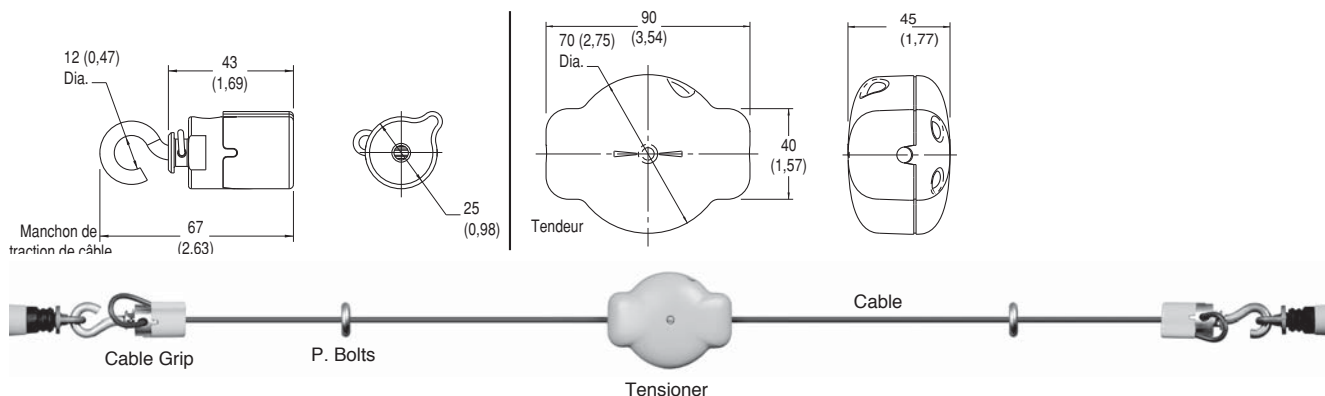 12 (0,47)
Dia.
43
(1,69)
Manchon de
traction de câble
67
(2,63)
25
(0,98)
90
(3,54)
70 (2,75)
Dia.
40
(1,57)
Tendeur
45
(1,77)
Cable Grip
P. Bolts
Tensioner
Cable